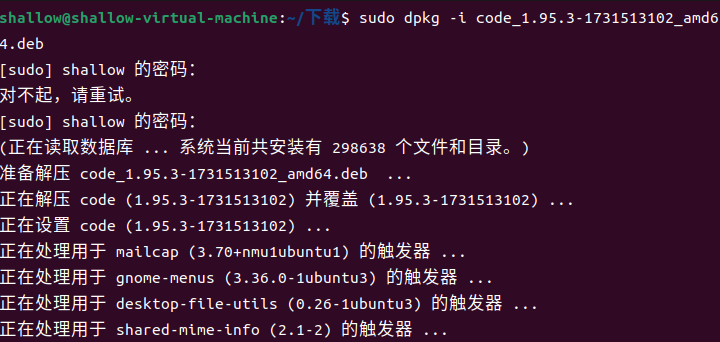 shallow@shallow-virtual-machine:~/下载$ sudo dpkg -i code_1.95.3-1731513102_amd6
4.deb
[sudo] shallow 的密码：
对不起，请重试。
[sudo] shallow 的密码：
(正在读取数据库 ... 系统当前共安装有 298638 个文件和目录。)
准备解压 code_1.95.3-1731513102_amd64.deb  ...
正在解压 code (1.95.3-1731513102) 并覆盖 (1.95.3-1731513102) ...
正在设置 code (1.95.3-1731513102) ...
正在处理用于 mailcap (3.70+nmu1ubuntu1) 的触发器 ...
正在处理用于 gnome-menus (3.36.0-1ubuntu3) 的触发器 ...
正在处理用于 desktop-file-utils (0.26-1ubuntu3) 的触发器 ...
正在处理用于 shared-mime-info (2.1-2) 的触发器 ...